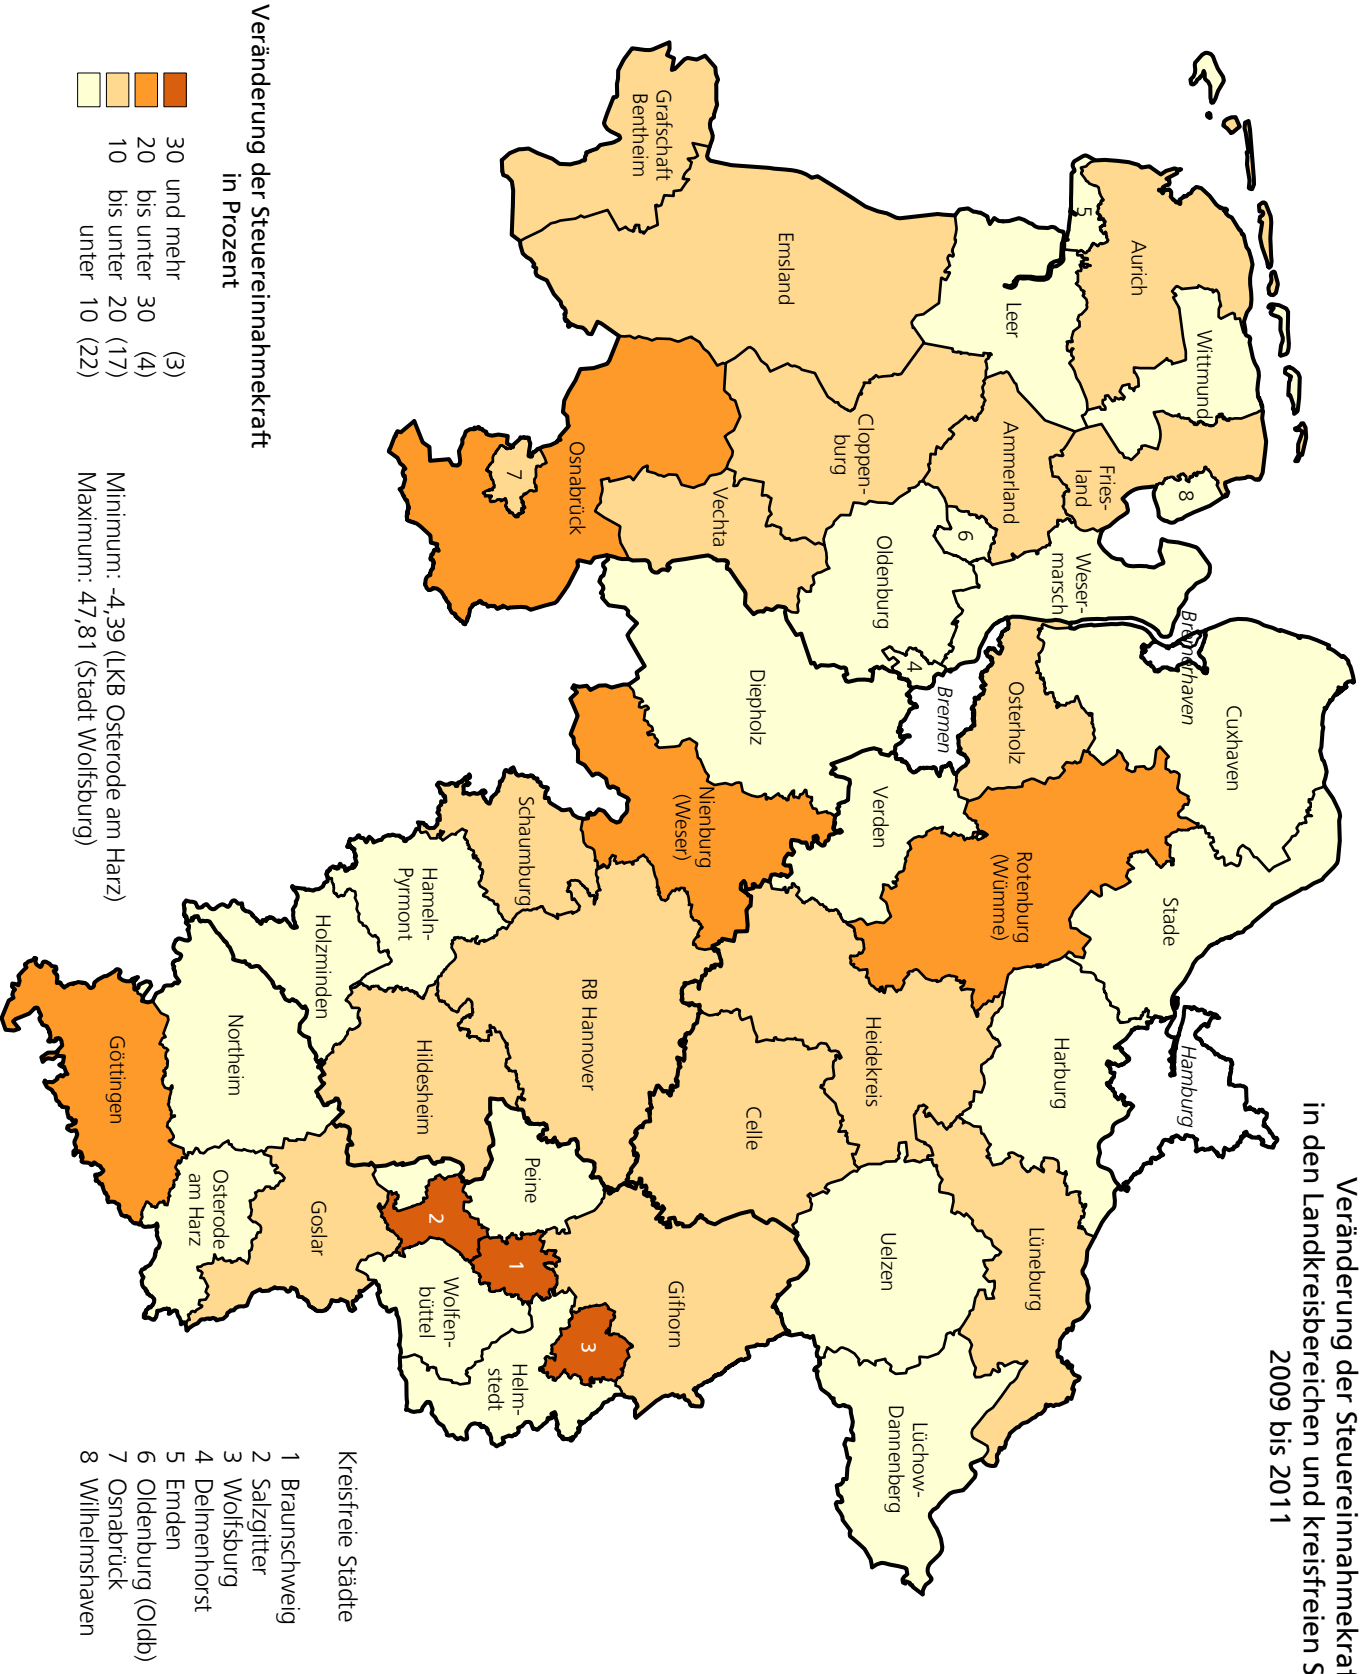 Veränderung der Steuereinnahmekraf
in den Landkreisbereichen und kreisfreien S
2009 bis 2011
Cuxhaven
Bremerhaven
Stade
Hamburg
Wittmund
Aurich
5
8
Fries-
land
Weser-
marsch
Leer
Ammerland
Osterholz
Rotenburg
(Wümme)
Harburg
Lüneburg
6
Bremen
4
Oldenburg
Verden
Heidekreis
Uelzen
Lüchow-
Dannenberg
Cloppen-
burg
Emsland
Diepholz
Celle
Vechta
Nienburg
(Weser)
Gifhorn
Grafschaft
Bentheim
Osnabrück
7
RB Hannover
Schaumburg
Peine
1
3
Helm-
stedt
Hameln-
Pyrmont
Hildesheim
2
Wolfen-
büttel
Holzminden
Goslar
Northeim
Osterode
am Harz
Göttingen
Veränderung der Steuereinnahmekraft
in Prozent
30 und mehr (3)
20 bis unter 30 (4)
10 bis unter 20 (17)
unter 10 (22)
Minimum: -4,39 (LKB Osterode am Harz)
Maximum: 47,81 (Stadt Wolfsburg)
Kreisfreie Städte
1 Braunschweig
2 Salzgitter
3 Wolfsburg
4 Delmenhorst
5 Emden
6 Oldenburg (Oldb)
7 Osnabrück
8 Wilhelmshaven